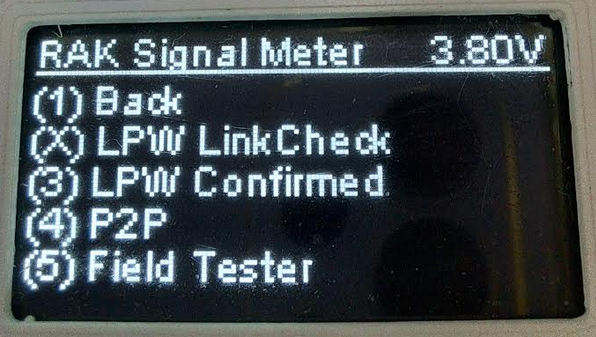 RAK Signal Meter 3.80V
(1) Back
(X) LPW LinkCheck
(3) LPW Confirmed
(4) P2P
(5) Field Tester